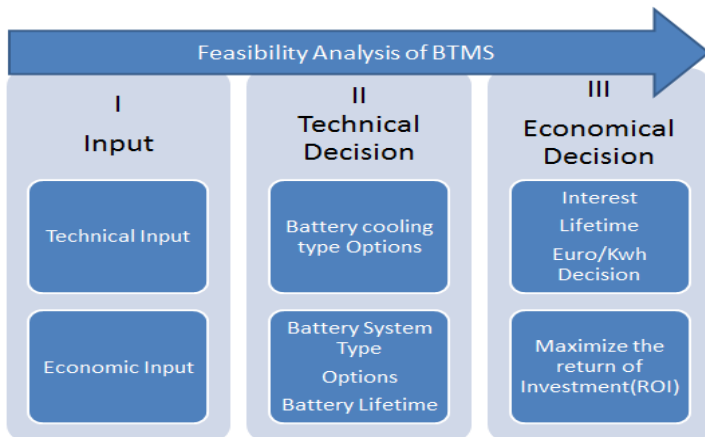 Feasibility Analysis of BTMS
I
Input
Technical Input
Economic Input
II
Technical
Decision
Battery cooling
type Options
Battery System
Type
Options
Battery Lifetime
III
Economical
Decision
Interest
Lifetime
Euro/Kwh
Decision
Maximize the
return of
Investment(ROI)